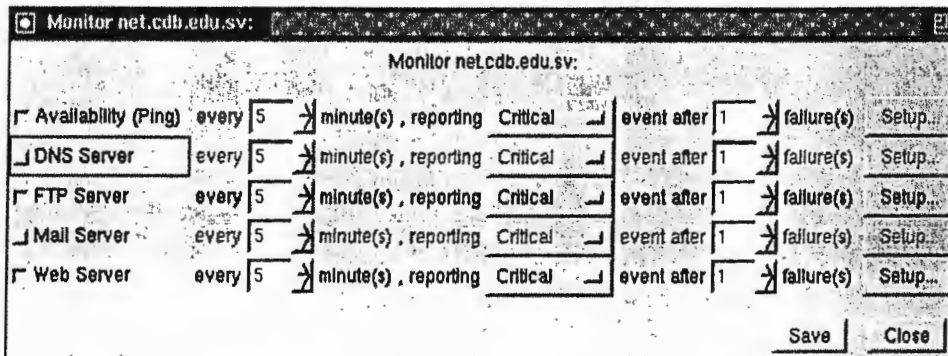 Monitor net.cdb.edu.sv:
Monitor net.cdb.edu.sv:
Availability (Ping) every 5 minute(s) , reporting Critical event after 1 failure(s) Setup...
DNS Server every 5 minute(s) , reporting Critical event after 1 failure(s) Setup...
FTP Server every 5 minute(s) , reporting Critical event after 1 failure(s) Setup...
Mail Server every 5 minute(s) , reporting Critical event after 1 failure(s) Setup...
Web Server every 5 minute(s) , reporting Critical event after 1 failure(s) Setup...
Save Close